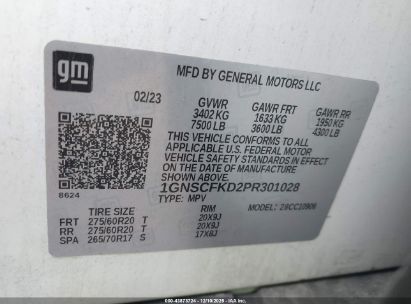 gm
MFD BY GENERAL MOTORS LLC
02/23 GVWR GAWR FRT GAWR RR
3402 KG 1633 KG 1950 KG
7500 LB 3600 LB 4300 LB
THIS VEHICLE CONFORMS TO ALL
APPLICABLE U.S. FEDERAL MOTOR
VEHICLE SAFETY STANDARDS IN EFFECT
ON THE DATE OF MANUFACTURE
SHOWN ABOVE.
1GNSCFKD2PR301028
8624 TYPE: MPV MODEL:
TIRE SIZE RIM
FRT 275/60R20 T 20X9J
RR 275/60R20 T 20X9J
SPA 265/70R17 S 17X8J